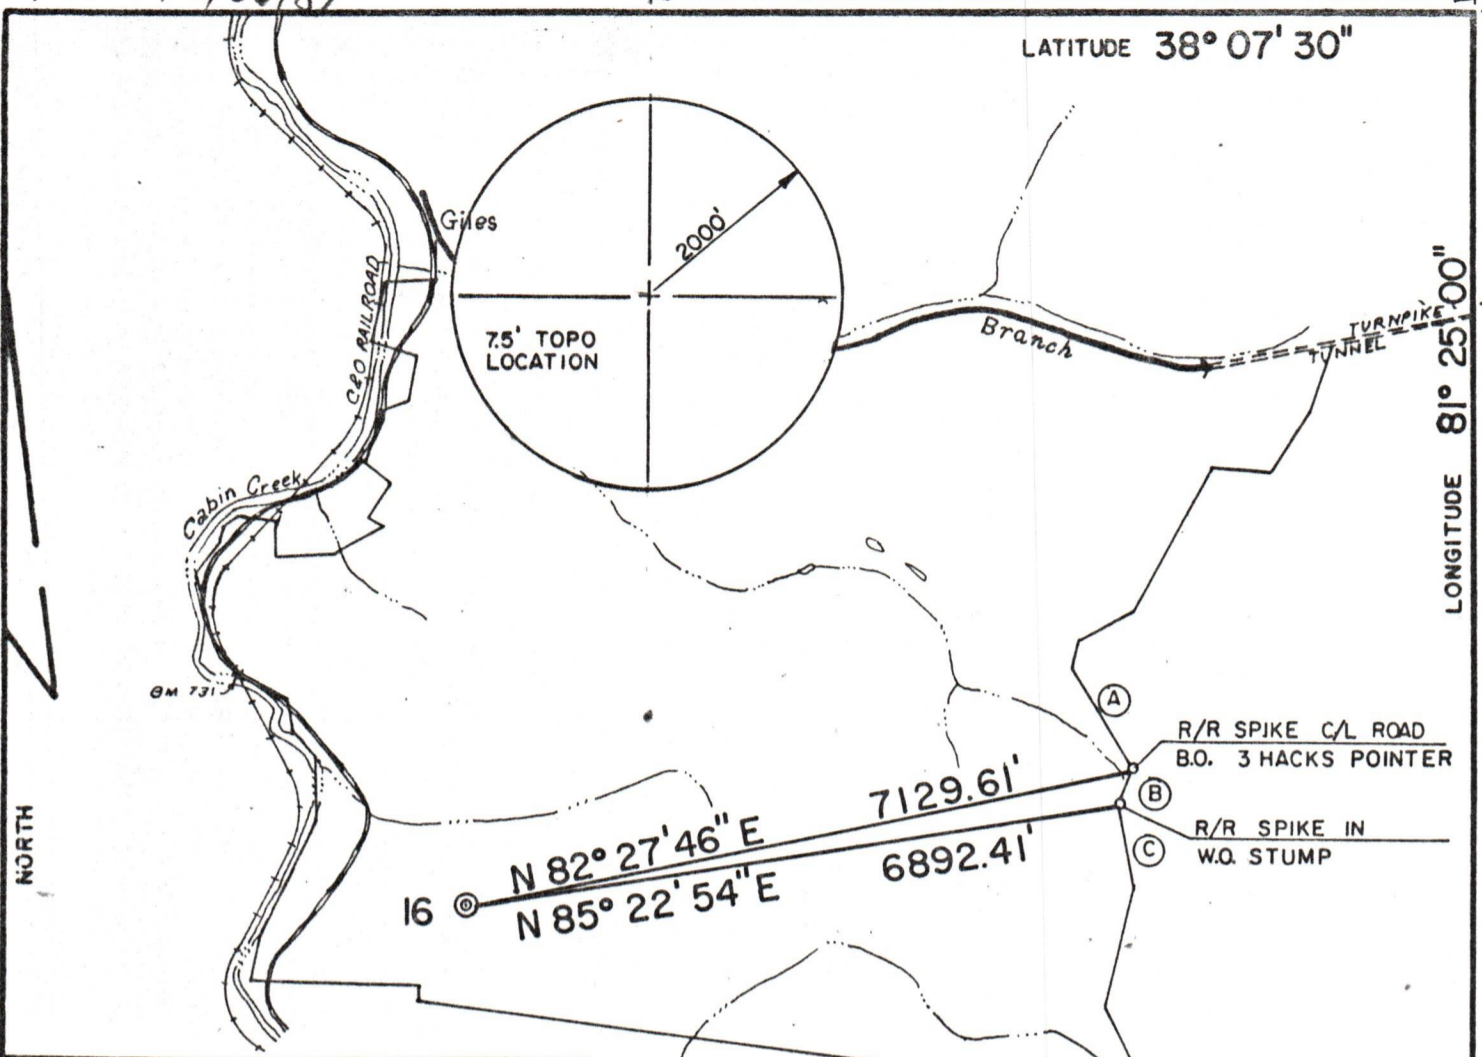 LATITUDE 38° 07' 30"
Giles
2000'
C&O RAILROAD
7.5' TOPO
LOCATION
Branch
TURNPIKE
TUNNEL
LONGITUDE 81° 25' 00"
Cabin Creek
BM 731
A
R/R SPIKE C/L ROAD
B.O. 3 HACKS POINTER
B
R/R SPIKE IN
W.O. STUMP
C
7129.61'
N 82° 27' 46" E
6892.41'
N 85° 22' 54" E
16
NORTH